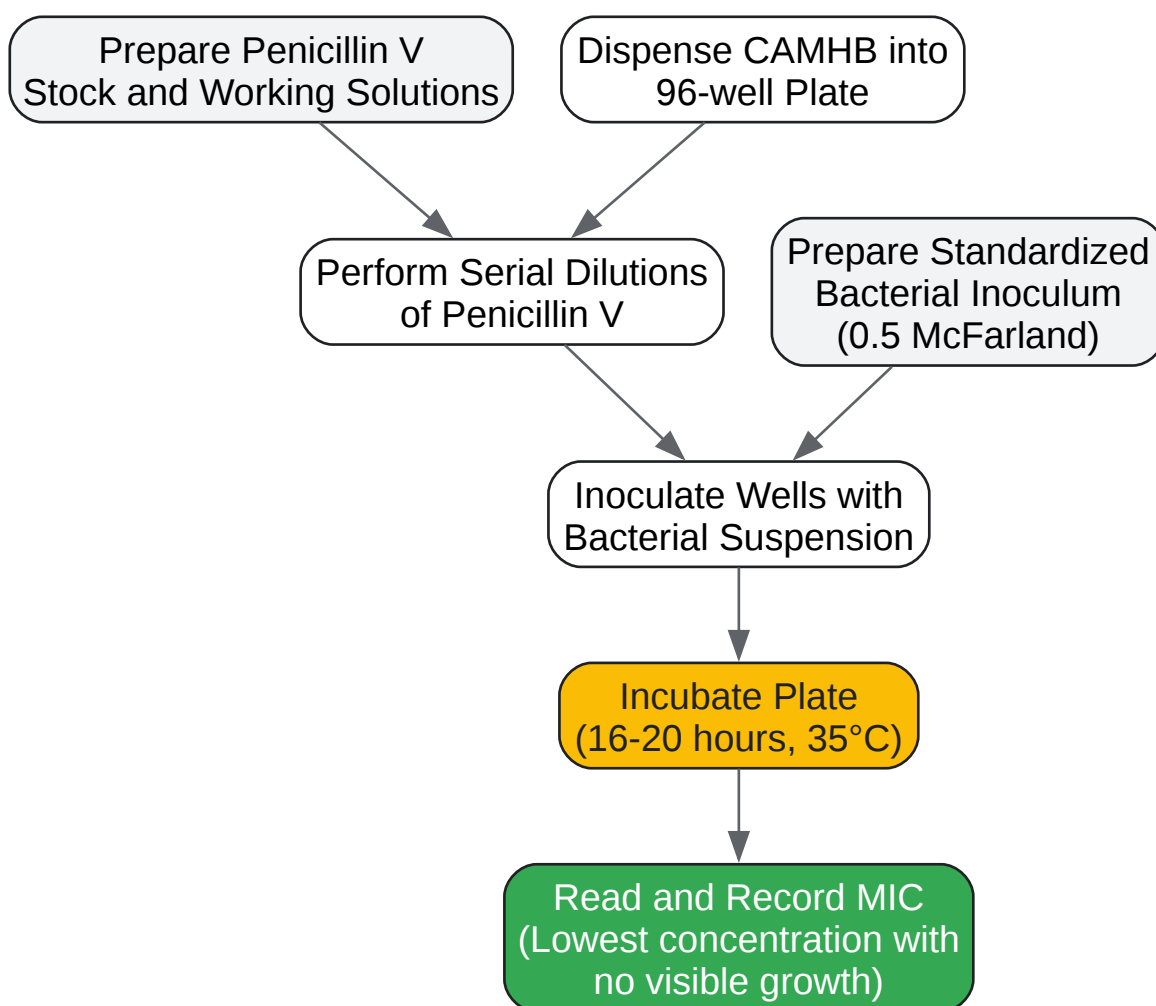 Prepare Penicillin V
Stock and Working Solutions
Dispense CAMHB into
96-well Plate
Perform Serial Dilutions
of Penicillin V
Prepare Standardized
Bacterial Inoculum
(0.5 McFarland)
Inoculate Wells with
Bacterial Suspension
Incubate Plate
(16-20 hours, 35°C)
Read and Record MIC
(Lowest concentration with
no visible growth)